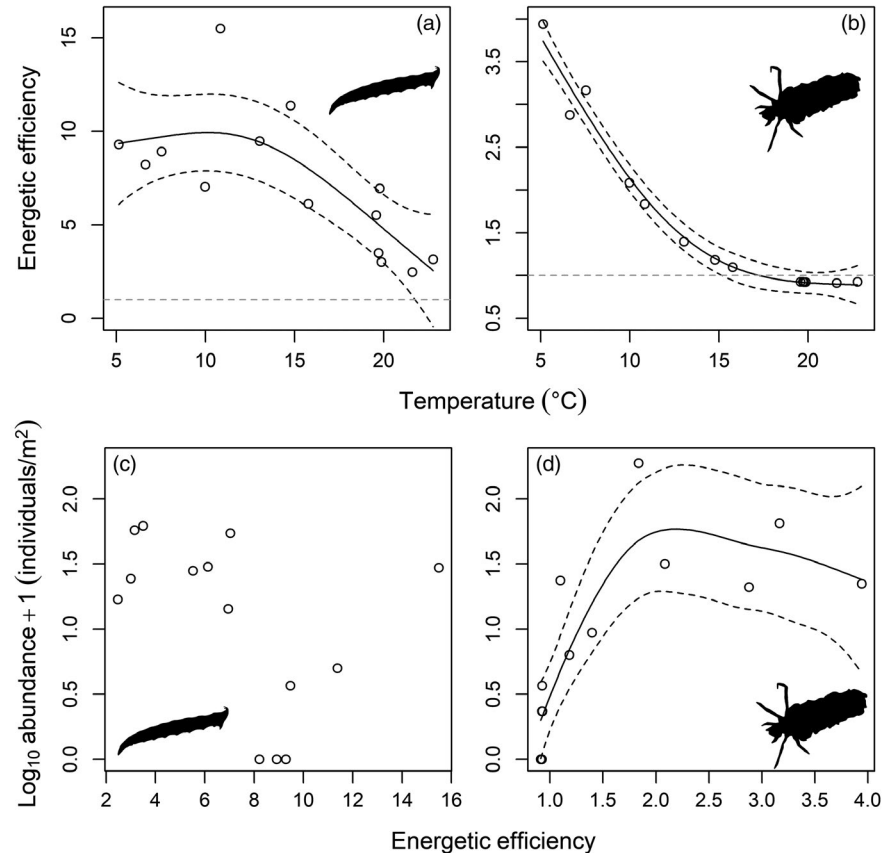 (a)
(b)
Energetic efficiency
15
10
5
0
3.5
2.5
1.5
0.5
5 10 15 20
5 10 15 20
Temperature (°C)
(c)
(d)
Log10 abundance + 1 (individuals/m2)
2.0
1.5
1.0
0.5
0.0
2.0
1.5
1.0
0.5
0.0
2 4 6 8 10 12 14 16
1.0 1.5 2.0 2.5 3.0 3.5 4.0
Energetic efficiency